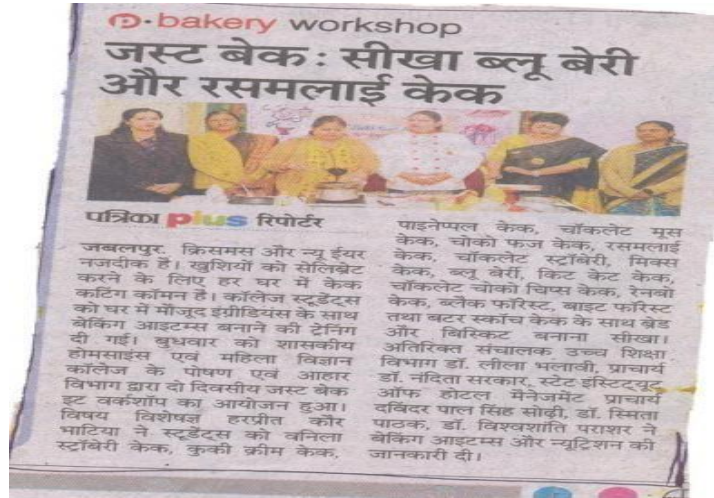 p. bakery workshop
जस्ट बेक : सीखा ब्लू बेरी
और रसमलाई केक
पत्रिका plus रिपोर्टर
जबलपुर. क्रिसमस और न्यू ईयर
नजदीक है। खुशियों को सेलिब्रेट
करने के लिए हर घर में केक
कटिंग कॉमन है। कॉलेज स्टूडेंट्स
को घर में मौजूद इंग्रीडियंस के साथ
बेकिंग आइटम्स बनाने की ट्रेनिंग
दी गई। बुधवार को शासकीय
होमसाइंस एवं महिला विज्ञान
कॉलेज के पोषण एवं आहार
विभाग द्वारा दो दिवसीय जस्ट बेक
इट वर्कशॉप का आयोजन हुआ।
विषय विशेषज्ञ हरप्रीत कौर
भाटिया ने स्टूडेंट्स को वनिला
स्ट्रॉबेरी केक, कुकी क्रीम केक,
पाइनेप्पल केक, चॉकलेट मूस
केक, चोको फज केक, रसमलाई
केक, चॉकलेट स्ट्रॉबेरी, मिक्स
केक, ब्लू बेरी, किट केट केक,
चॉकलेट चोको चिप्स केक, रेनबो
केक, ब्लैक फॉरेस्ट, बाइट फॉरेस्ट
तथा बटर स्कॉच केक के साथ ब्रेड
और बिस्किट बनाना सीखा।
अतिरिक्त संचालक उच्च शिक्षा
विभाग डॉ. लीला भलावी, प्राचार्य
डॉ. नंदिता सरकार, स्टेट इंस्टिट्यूट
ऑफ होटल मैनेजमेंट प्राचार्य
दविंदर पाल सिंह सोढ़ी, डॉ. स्मिता
पाठक, डॉ. विश्वशांति पराशर ने
बेकिंग आइटम्स और न्यूट्रिशन की
जानकारी दी।